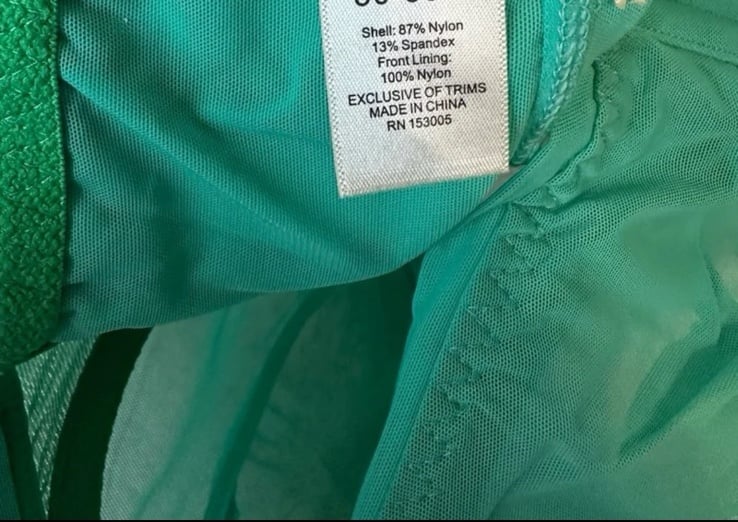 Shell: 87% Nylon
13% Spandex
Front Lining:
100% Nylon
EXCLUSIVE OF TRIMS
MADE IN CHINA
RN 153005